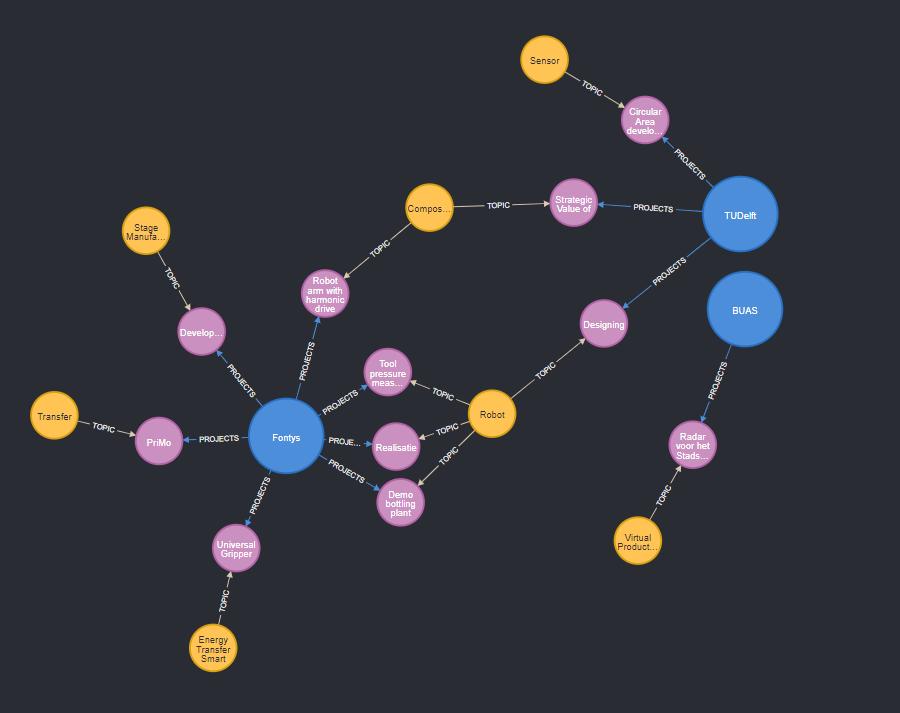 Sensor
TOPIC
Circular
Area
develo...
PROJECTS
TUDelft
PROJECTS
Strategic
Value of
TOPIC
Compos...
TOPIC
PROJECTS
Stage
Manufa...
TOPIC
Robot
arm with
harmonic
drive
BUAS
Develop...
Designing
PROJECTS
PROJECTS
TOPIC
Tool
pressure
meas...
PROJECTS
TOPIC
PROJECTS
Transfer
TOPIC
PriMo
PROJECTS
Fontys
PROJECTS
PROJE...
Realisatie
TOPIC
Robot
TOPIC
PROJECTS
Demo
bottling
plant
Radar
voor het
Stads...
TOPIC
PROJECTS
Universal
Gripper
Virtual
Product...
TOPIC
Energy
Transfer
Smart